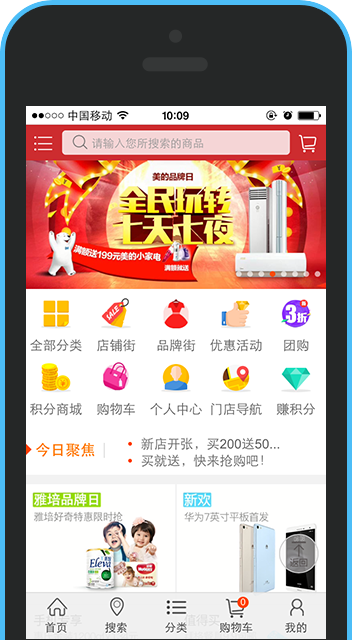 中国移动
10:09
请输入您所搜索的商品
美的品牌日
全民玩转
七天七夜
满额送199元美的小家电
满额就送
全部分类
SALE
店铺街
品牌街
优惠活动
3折
团购
积分商城
购物车
个人中心
门店导航
赚积分
今日聚焦
新店开张，买200送50...
买就送，快来抢购吧！
雅培品牌日
雅培好奇特惠限时抢
Eleva
新欢
华为7英寸平板首发
返回
值得买
首页
搜索
分类
0
购物车
我的